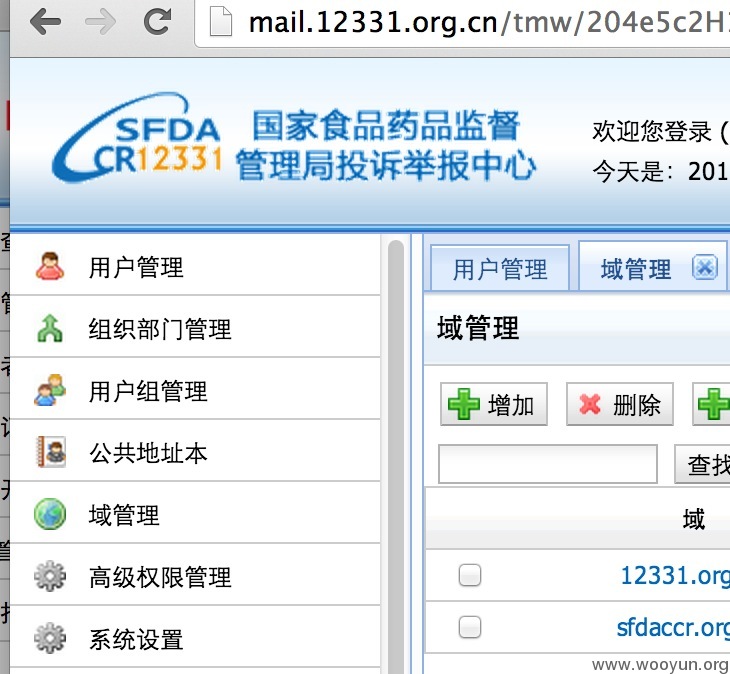 mail.12331.org.cn/tmw/204e5c2H
SFDA
CR12331
国家食品药品监督
管理局投诉举报中心
欢迎您登录 (
今天是：201
用户管理
组织部门管理
用户组管理
公共地址本
域管理
高级权限管理
系统设置
用户管理 域管理
域管理
增加 删除
查找
域
12331.org
sfdaccr.org
www.wooyun.org